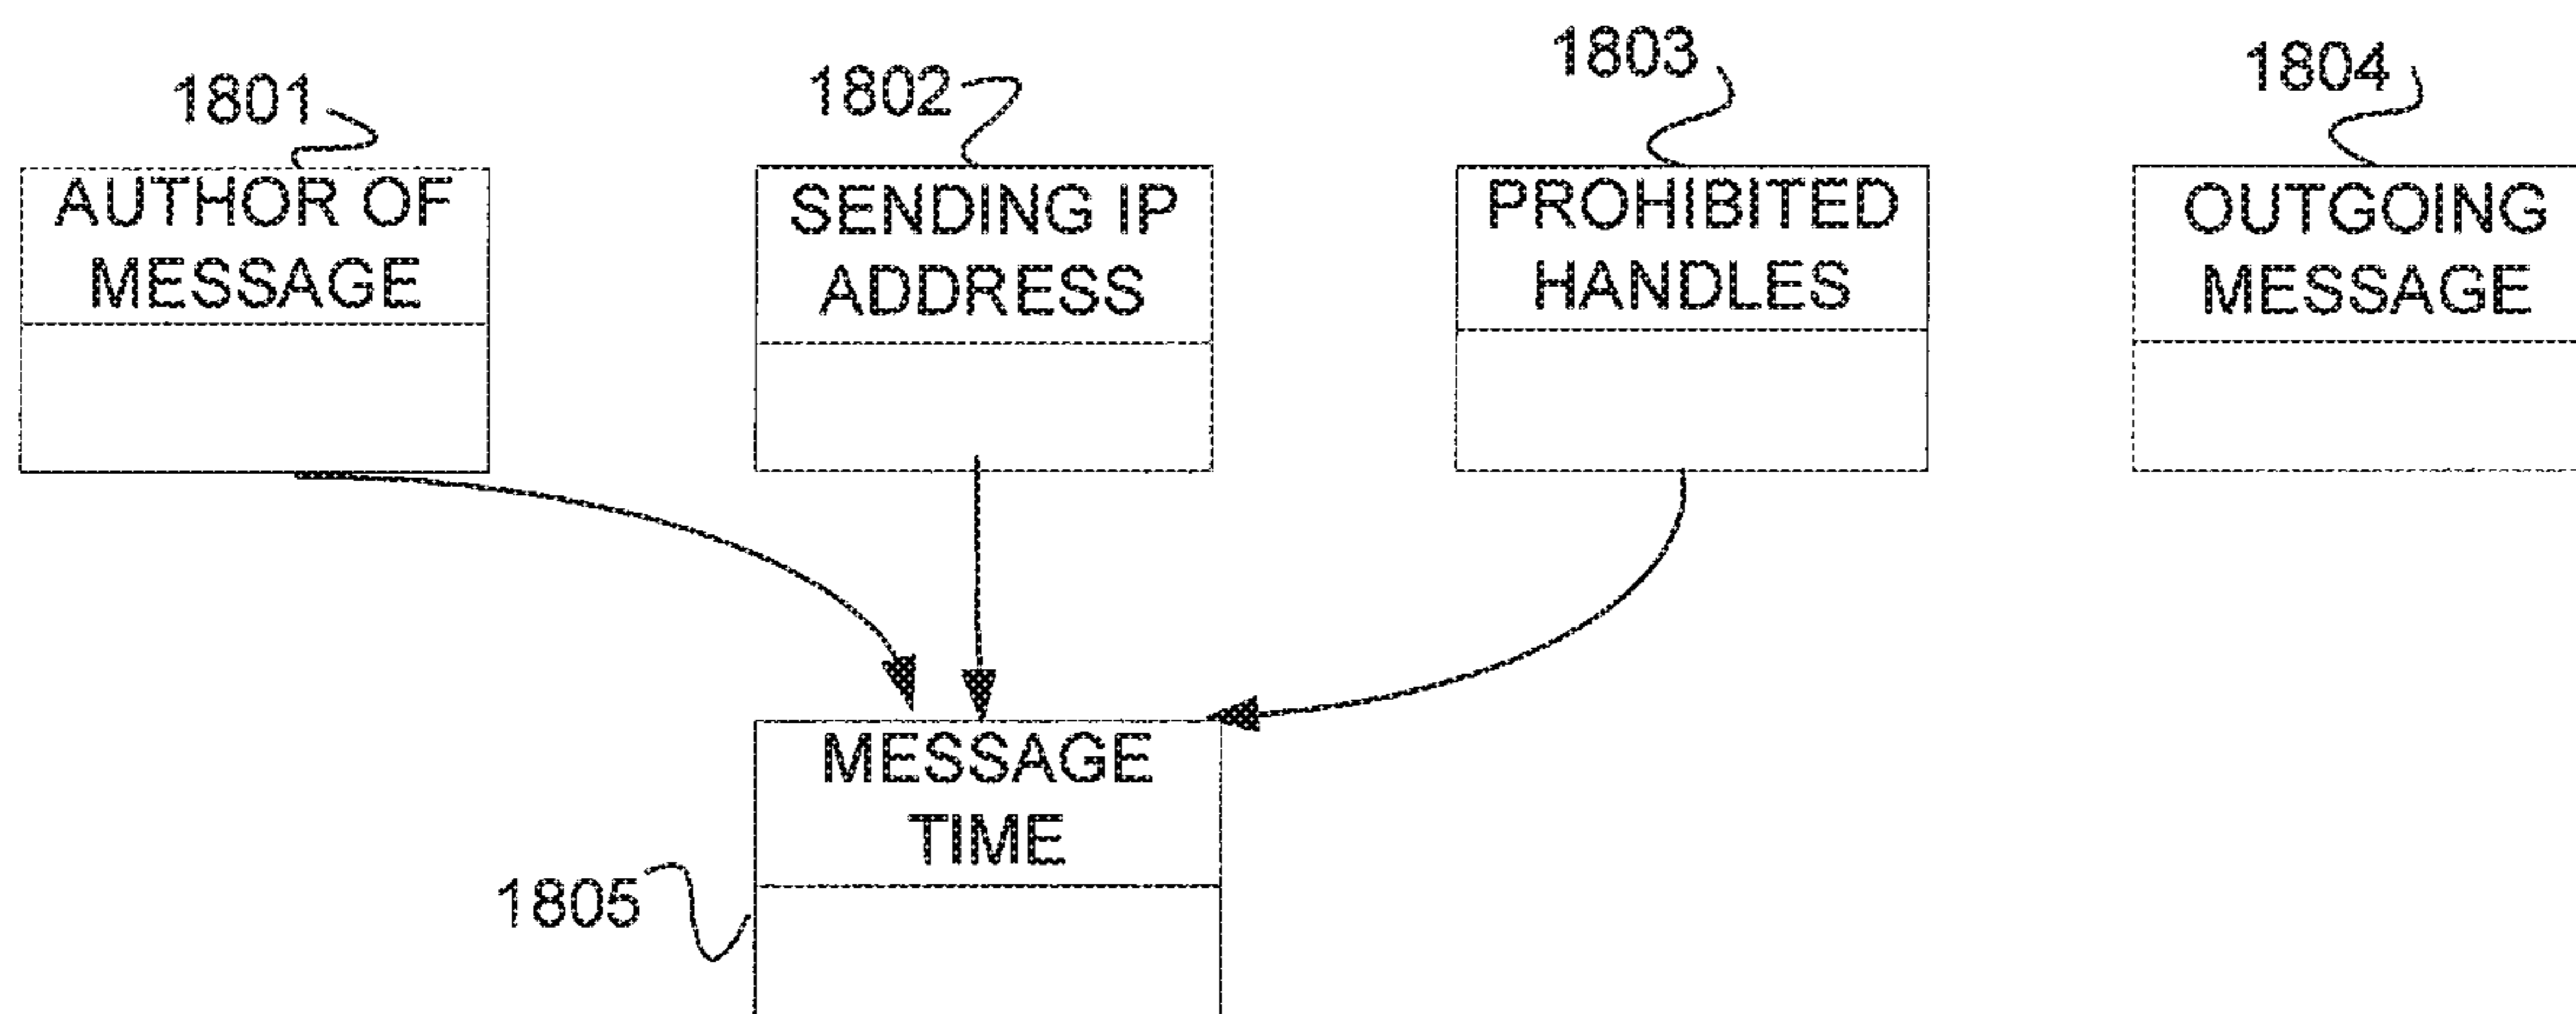 1801
1802
1803
1804
AUTHOR OF
MESSAGE
SENDING IP
ADDRESS
PROHIBITED
HANDLES
OUTGOING
MESSAGE
MESSAGE
TIME
1805